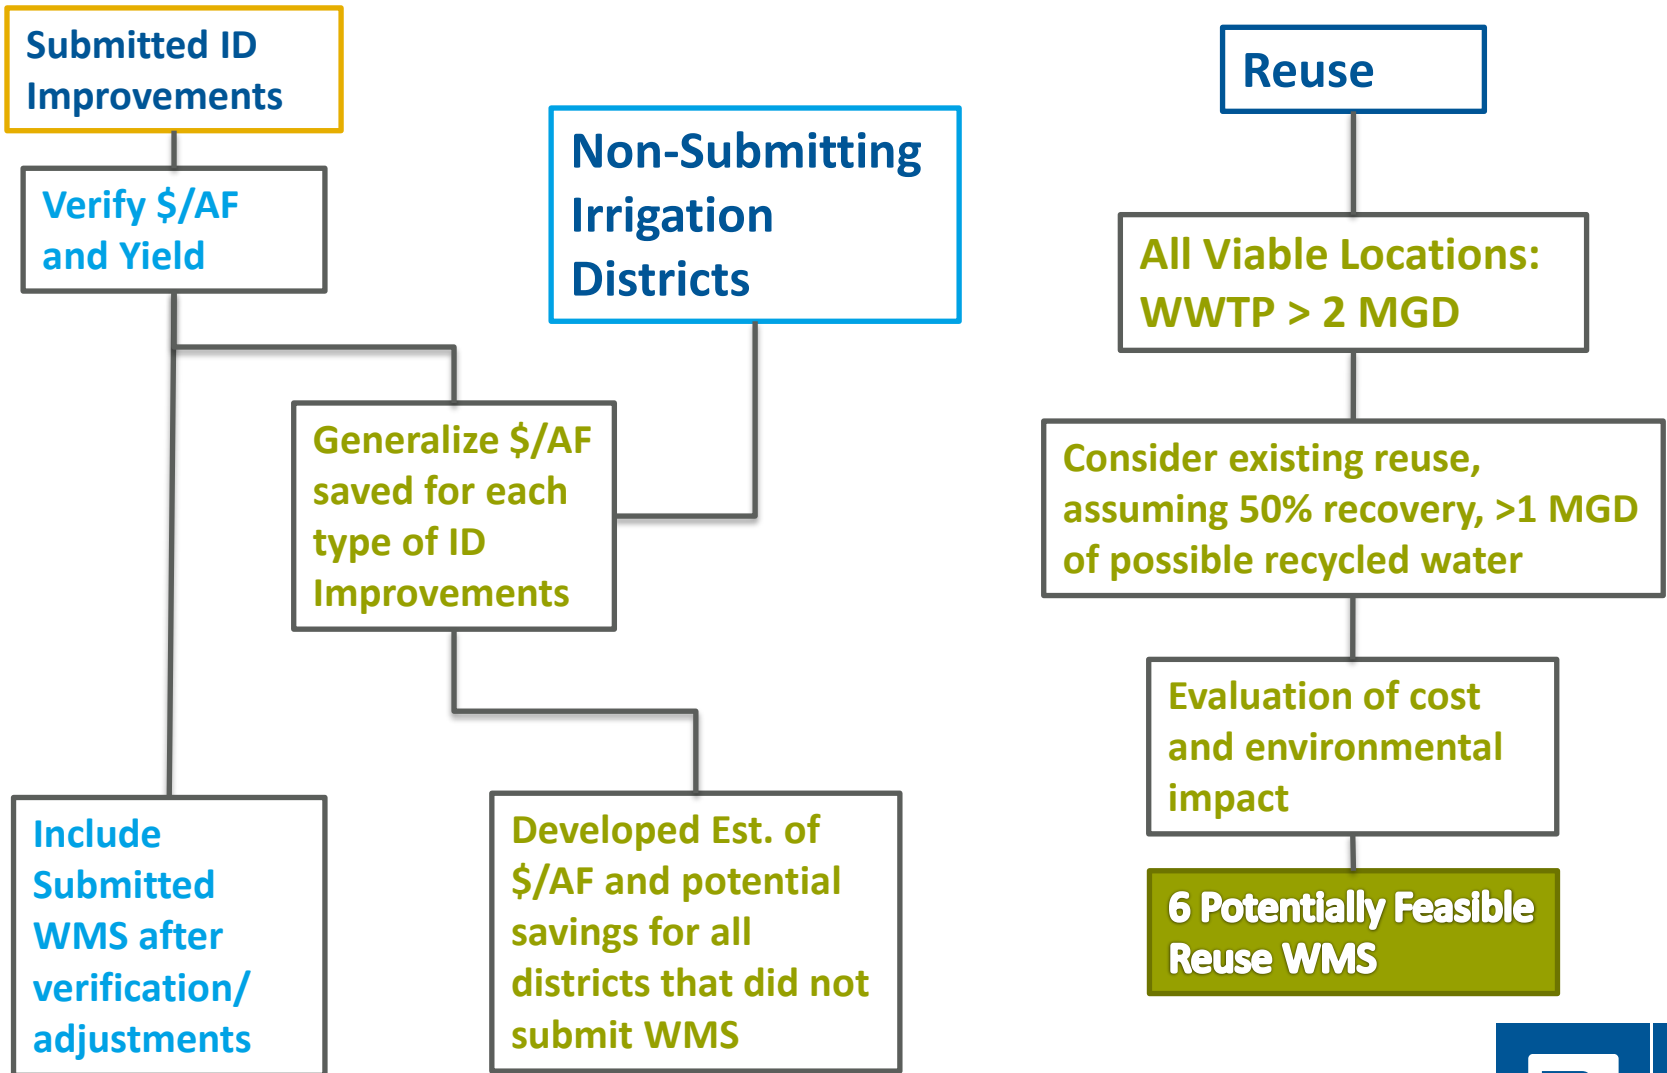 Submitted ID
Improvements
Verify $/AF
and Yield
Non-Submitting
Irrigation
Districts
Generalize $/AF
saved for each
type of ID
Improvements
Include
Submitted
WMS after
verification/
adjustments
Developed Est. of
$/AF and potential
savings for all
districts that did not
submit WMS
Reuse
All Viable Locations:
WWTP > 2 MGD
Consider existing reuse,
assuming 50% recovery, >1 MGD
of possible recycled water
Evaluation of cost
and environmental
impact
6 Potentially Feasible
Reuse WMS